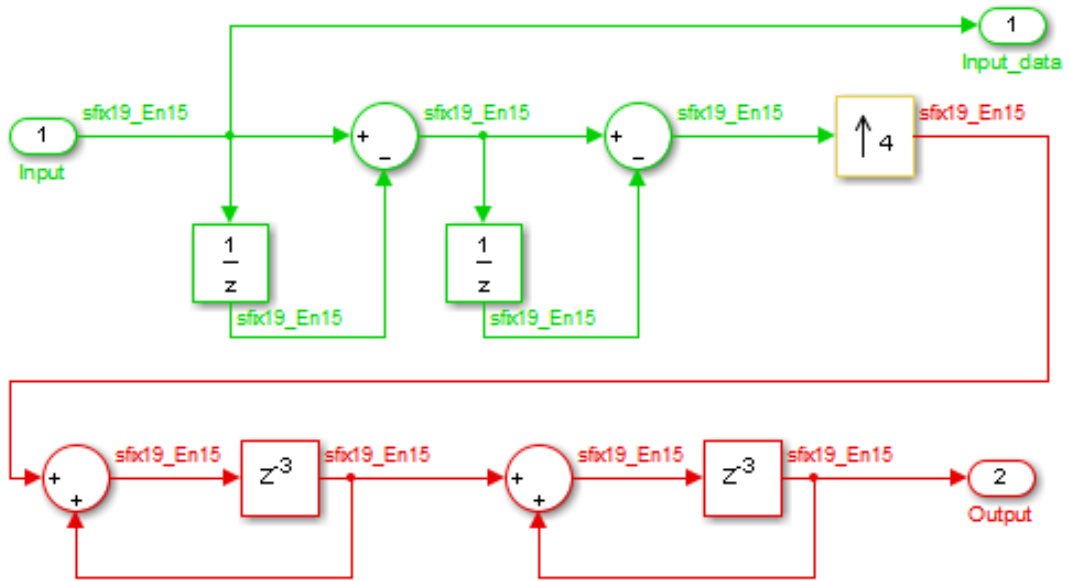 1
Input_data
sfix19_En15
sfix19_En15
sfix19_En15
sfix19_En15
1
+
−
+
−
↑ 4
Input
1
z
1
z
sfix19_En15
sfix19_En15
sfix19_En15
sfix19_En15
sfix19_En15
sfix19_En15
+
+
z⁻³
+
+
z⁻³
2
Output